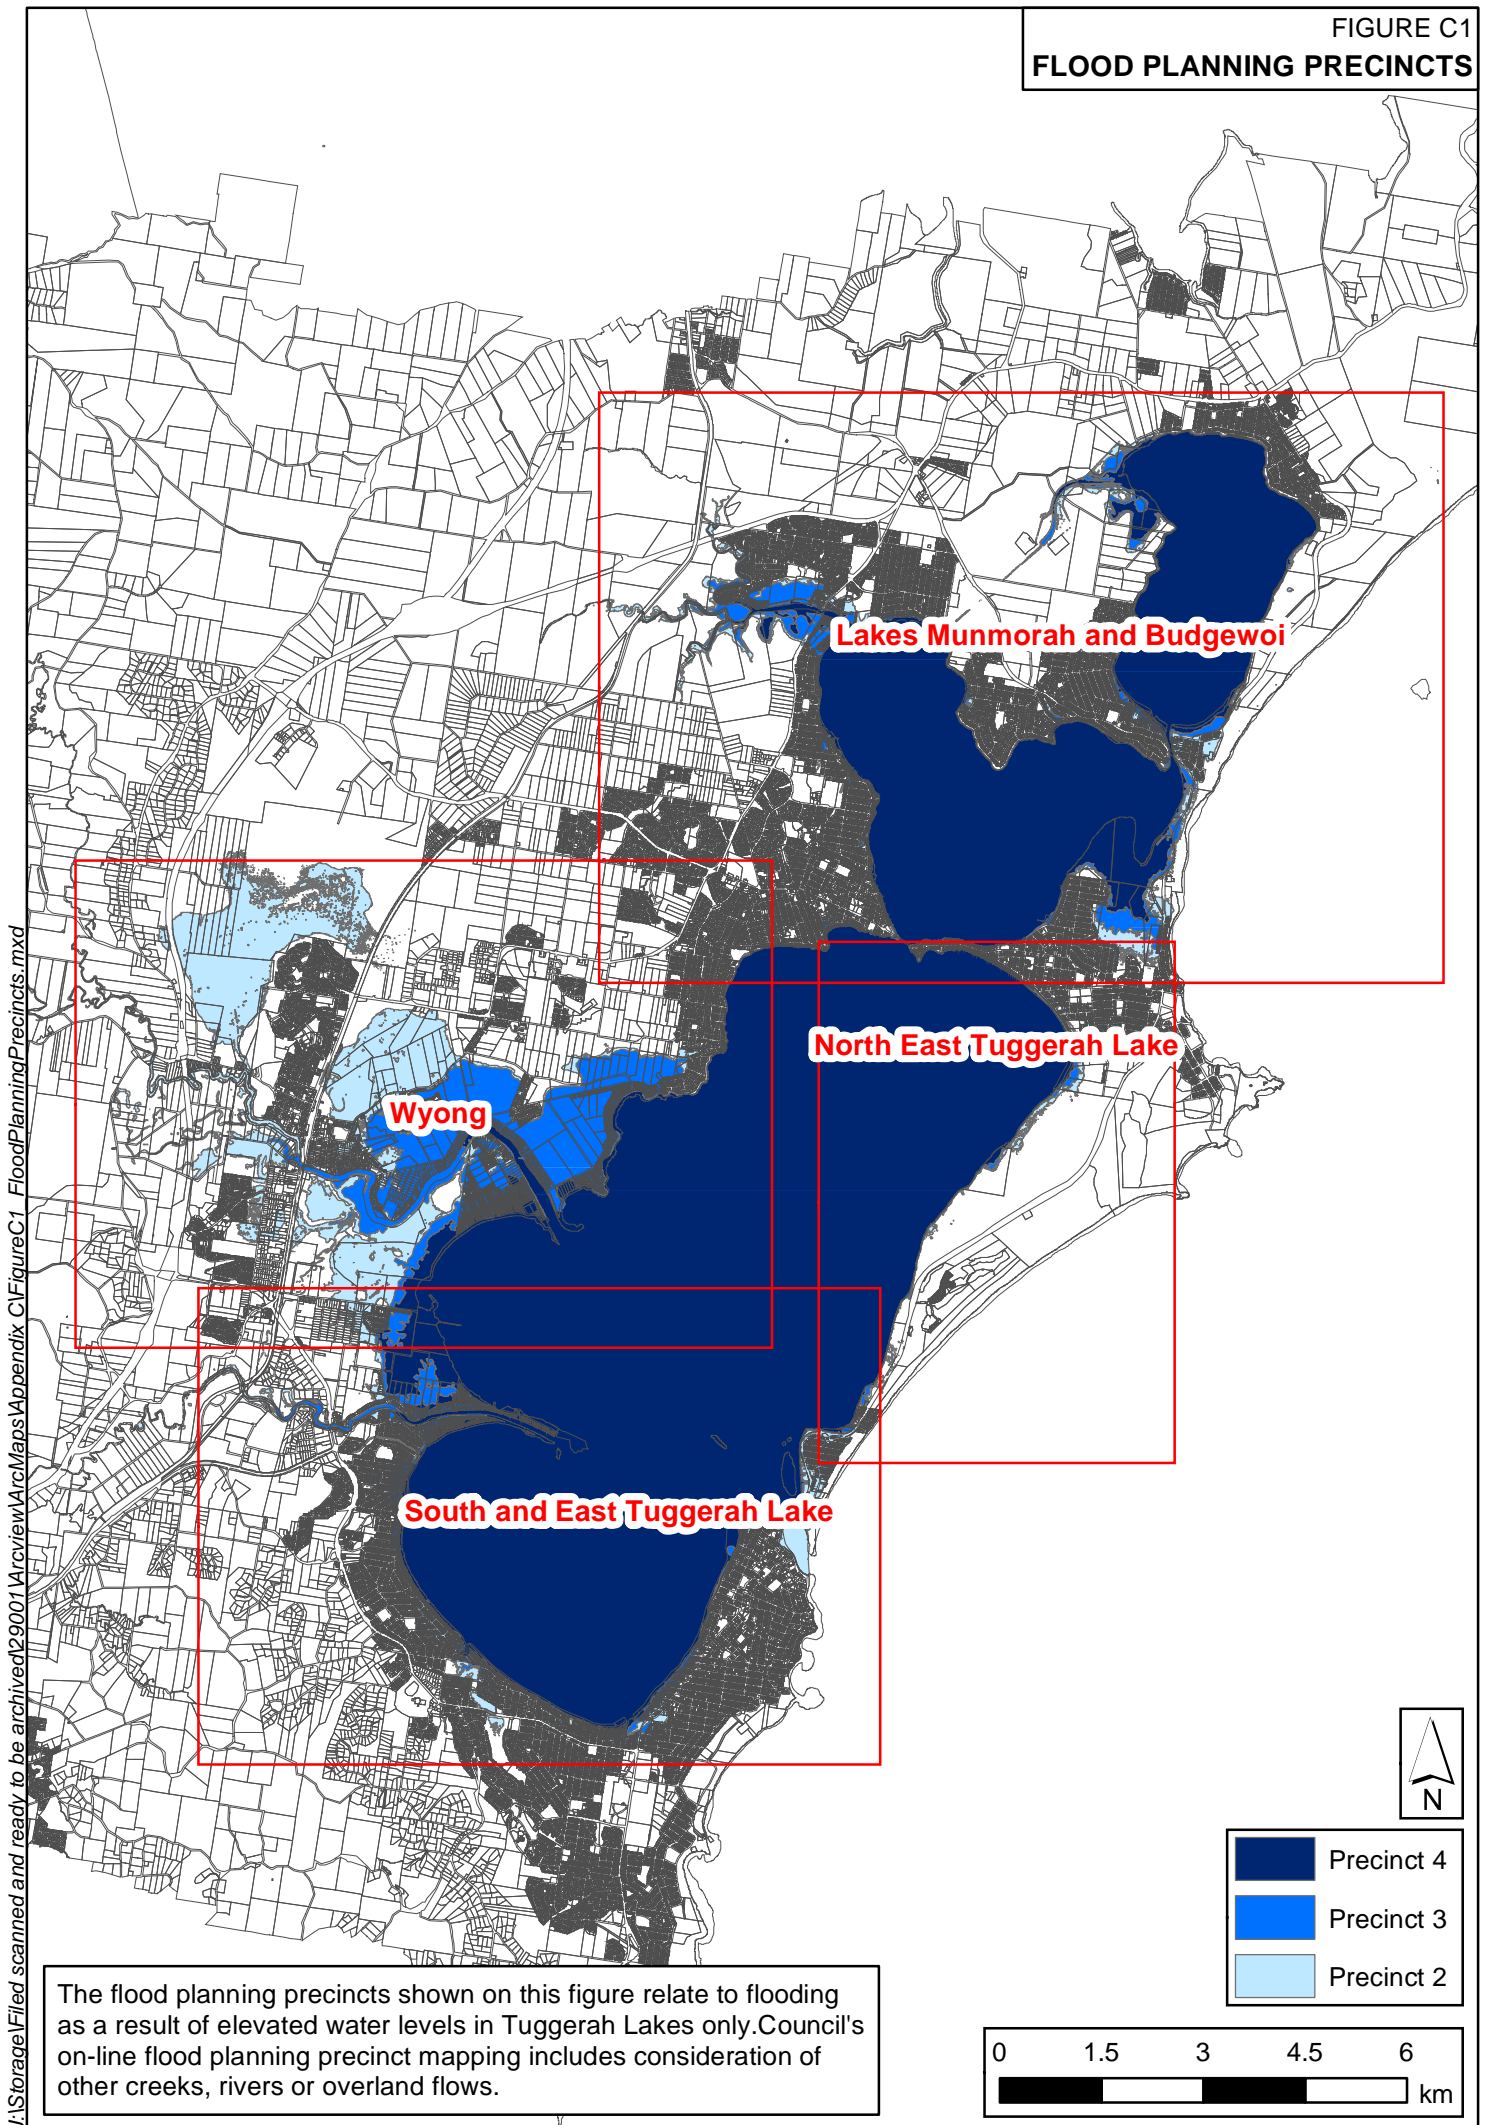 FIGURE C1
FLOOD PLANNING PRECINCTS
Lakes Munmorah and Budgewoi
North East Tuggerah Lake
Wyong
South and East Tuggerah Lake
N
Precinct 4
Precinct 3
Precinct 2
The flood planning precincts shown on this figure relate to flooding
as a result of elevated water levels in Tuggerah Lakes only.Council's
on-line flood planning precinct mapping includes consideration of
other creeks, rivers or overland flows.
0 1.5 3 4.5 6
km
J:\Storage\Filed scanned and ready to be archived\29001\Arcview\ArcMaps\Appendix C\FigureC1_FloodPlanningPrecincts.mxd